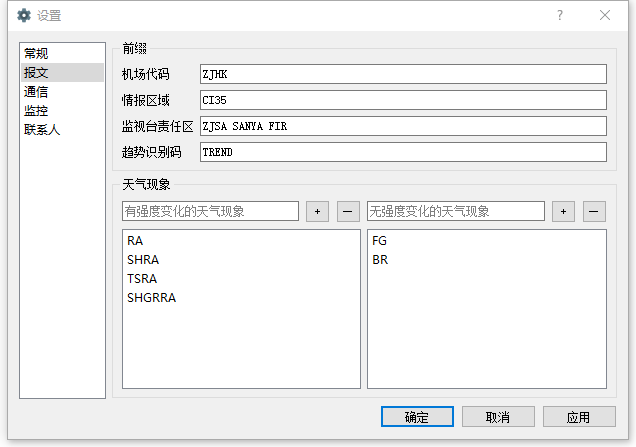 设置
常规
报文
通信
监控
联系人
前缀
机场代码 ZJHK
情报区域 CI35
监视台责任区 ZJSA SANYA FIR
趋势识别码 TREND
天气现象
有强度变化的天气现象 + — 无强度变化的天气现象 + —
RA
SHRA
TSRA
SHGRRA
FG
BR
确定 取消 应用